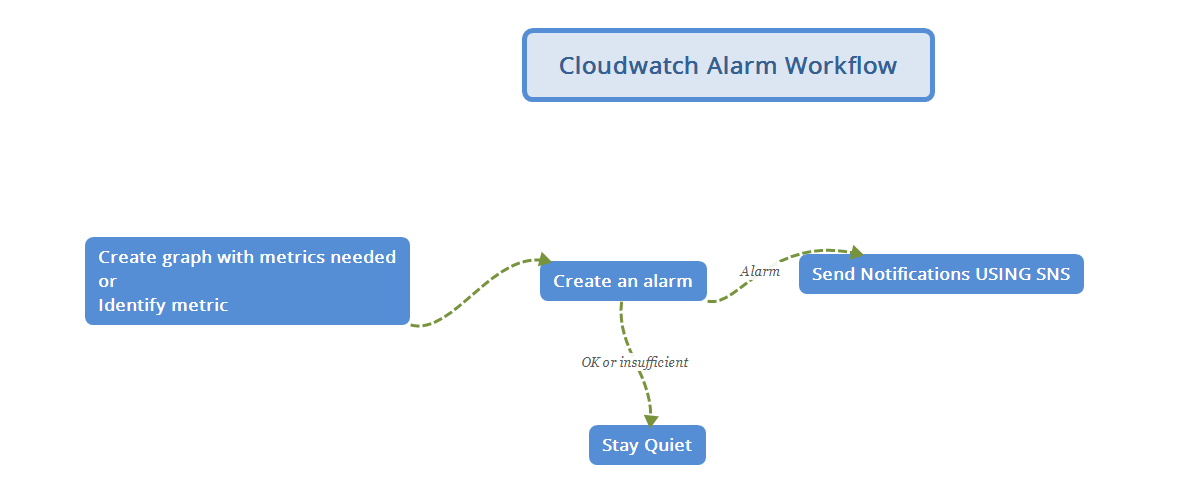 Cloudwatch Alarm Workflow
Create graph with metrics needed
or
Identify metric
Create an alarm
Alarm
Send Notifications USING SNS
OK or insufficient
Stay Quiet